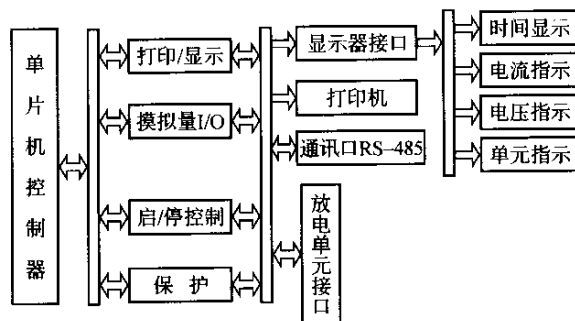 单片机控制器
打印/显示
摸拟量I/O
启/停控制
保护
显示器接口
打印机
通讯口RS-485
放电单元接口
时间显示
电流指示
电压指示
单元指示